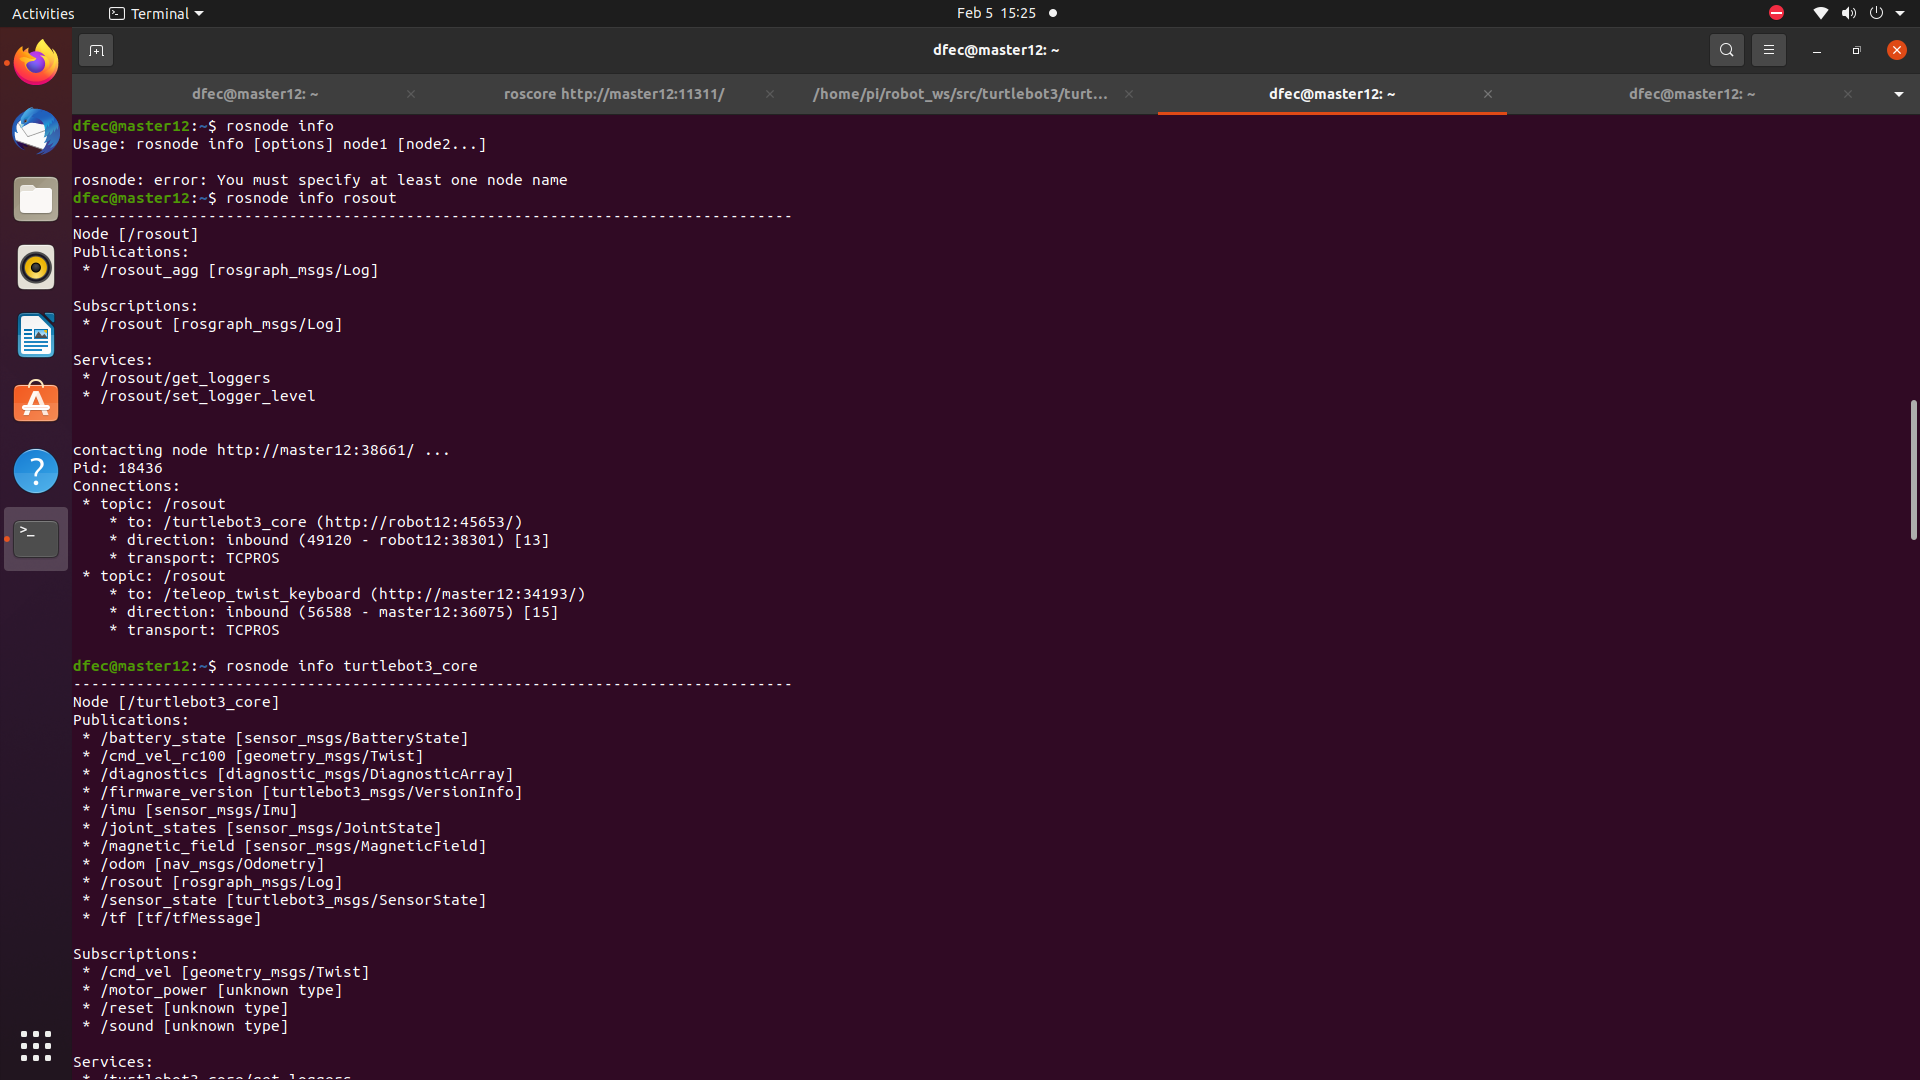 Activities
Terminal
Feb 5 15:25
dfec@master12: ~
dfec@master12: ~
roscore http://master12:11311/
/home/pi/robot_ws/src/turtlebot3/turt...
dfec@master12: ~
dfec@master12: ~
dfec@master12:~$ rosnode info
Usage: rosnode info [options] node1 [node2...]
rosnode: error: You must specify at least one node name
dfec@master12:~$ rosnode info rosout
--------------------------------------------------------------------------------
Node [/rosout]
Publications:
 * /rosout_agg [rosgraph_msgs/Log]
Subscriptions:
 * /rosout [rosgraph_msgs/Log]
Services:
 * /rosout/get_loggers
 * /rosout/set_logger_level
contacting node http://master12:38661/ ...
Pid: 18436
Connections:
 * topic: /rosout
    * to: /turtlebot3_core (http://robot12:45653/)
    * direction: inbound (49120 - robot12:38301) [13]
    * transport: TCPROS
 * topic: /rosout
    * to: /teleop_twist_keyboard (http://master12:34193/)
    * direction: inbound (56588 - master12:36075) [15]
    * transport: TCPROS
dfec@master12:~$ rosnode info turtlebot3_core
--------------------------------------------------------------------------------
Node [/turtlebot3_core]
Publications:
 * /battery_state [sensor_msgs/BatteryState]
 * /cmd_vel_rc100 [geometry_msgs/Twist]
 * /diagnostics [diagnostic_msgs/DiagnosticArray]
 * /firmware_version [turtlebot3_msgs/VersionInfo]
 * /imu [sensor_msgs/Imu]
 * /joint_states [sensor_msgs/JointState]
 * /magnetic_field [sensor_msgs/MagneticField]
 * /odom [nav_msgs/Odometry]
 * /rosout [rosgraph_msgs/Log]
 * /sensor_state [turtlebot3_msgs/SensorState]
 * /tf [tf/tfMessage]
Subscriptions:
 * /cmd_vel [geometry_msgs/Twist]
 * /motor_power [unknown type]
 * /reset [unknown type]
 * /sound [unknown type]
Services:
 * /turtlebot3_core/get_loggers